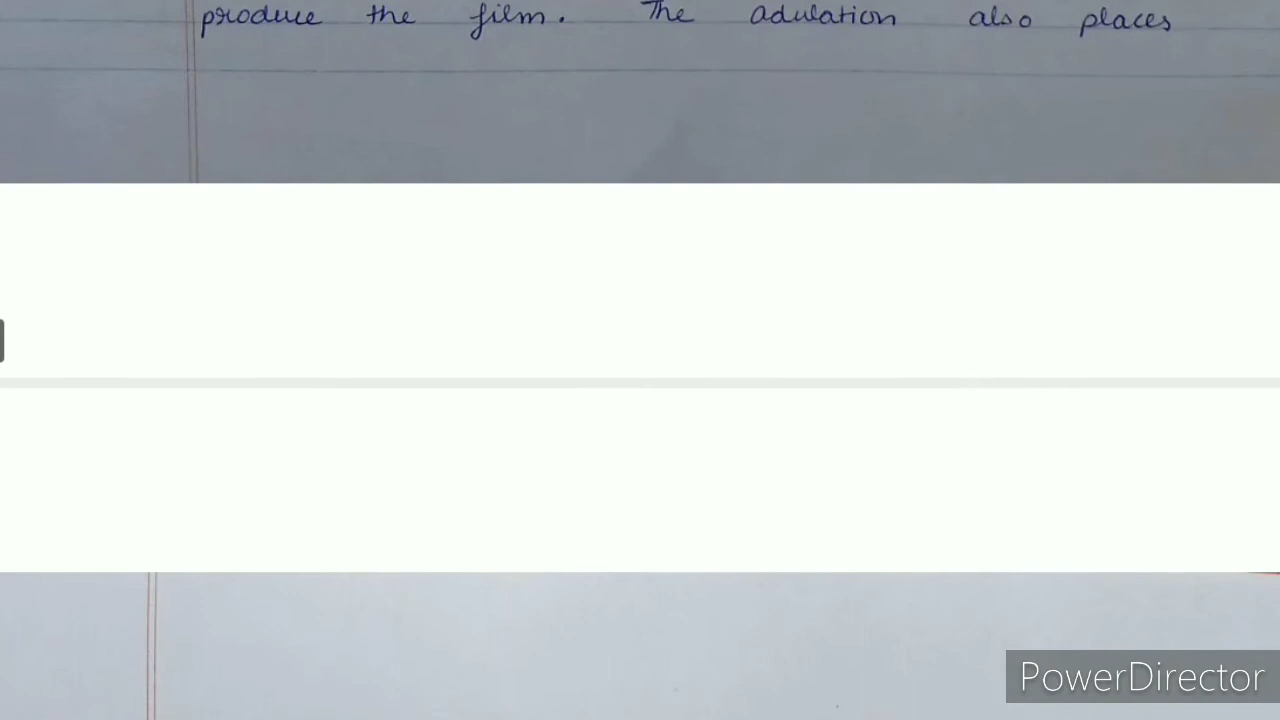 produce the film. The adulation also places
PowerDirector